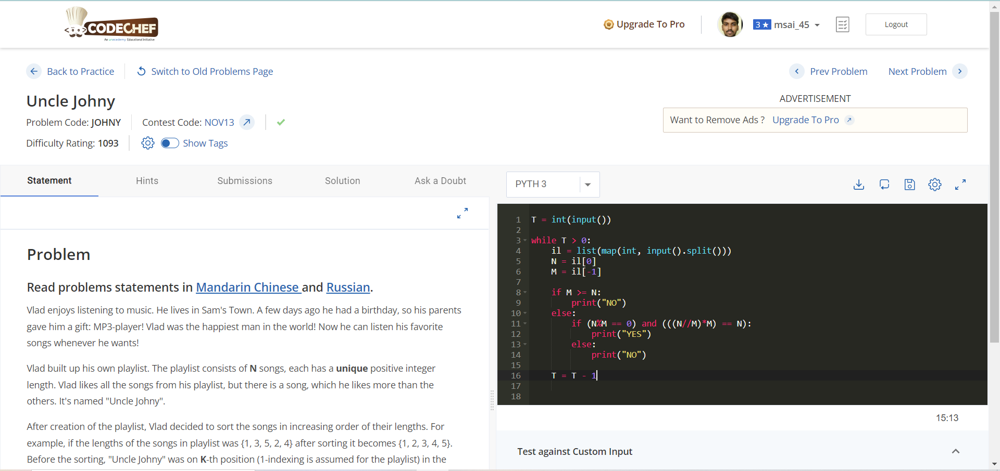 CODECHEF
An unacademy Educational Initiative
Upgrade To Pro
3★ msai_45
Logout
Back to Practice
Switch to Old Problems Page
Prev Problem
Next Problem
Uncle Johny
ADVERTISEMENT
Problem Code: JOHNY
Contest Code: NOV13
Want to Remove Ads ? Upgrade To Pro
Difficulty Rating: 1093
Show Tags
Statement
Hints
Submissions
Solution
Ask a Doubt
PYTH 3
Problem
Read problems statements in Mandarin Chinese and Russian.
Vlad enjoys listening to music. He lives in Sam's Town. A few days ago he had a birthday, so his parents
gave him a gift: MP3-player! Vlad was the happiest man in the world! Now he can listen his favorite
songs whenever he wants!
Vlad built up his own playlist. The playlist consists of N songs, each has a unique positive integer
length. Vlad likes all the songs from his playlist, but there is a song, which he likes more than the
others. It's named "Uncle Johny".
After creation of the playlist, Vlad decided to sort the songs in increasing order of their lengths. For
example, if the lengths of the songs in playlist was {1, 3, 5, 2, 4} after sorting it becomes {1, 2, 3, 4, 5}.
Before the sorting, "Uncle Johny" was on K-th position (1-indexing is assumed for the playlist) in the
1 T = int(input())
2
3 while T > 0:
4     il = list(map(int, input().split()))
5     N = il[0]
6     M = il[-1]
7
8     if M >= N:
9         print("NO")
10     else:
11         if (N%M == 0) and (((N//M)*M) == N):
12             print("YES")
13         else:
14             print("NO")
15
16     T = T - 1
17
18
15:13
Test against Custom Input